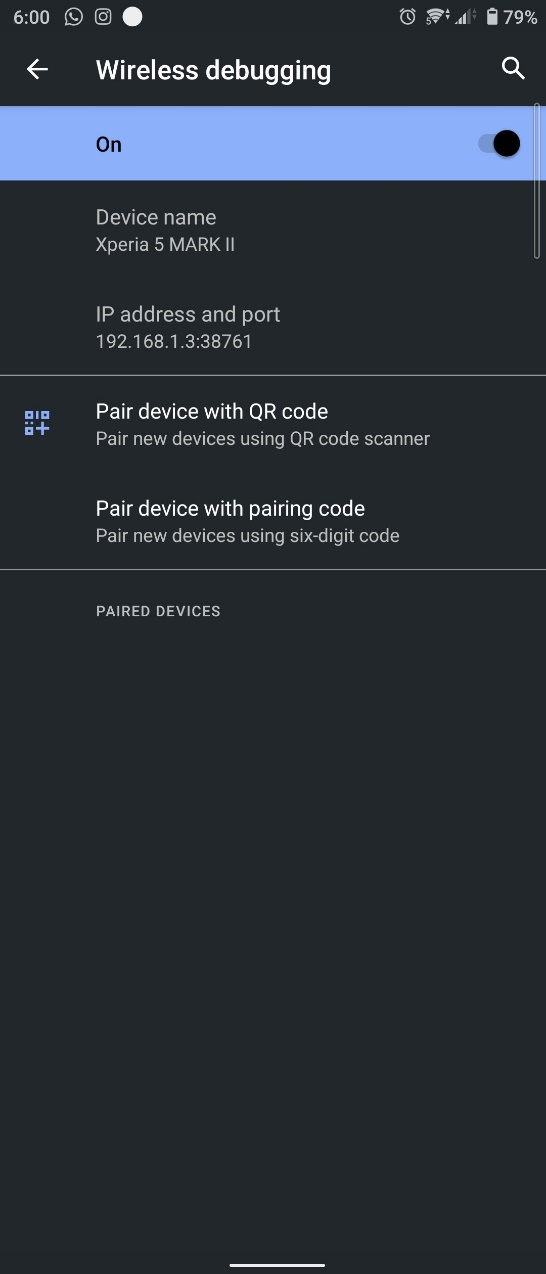 6:00 79%
Wireless debugging
On
Device name
Xperia 5 MARK II
IP address and port
192.168.1.3:38761
Pair device with QR code
Pair new devices using QR code scanner
Pair device with pairing code
Pair new devices using six-digit code
PAIRED DEVICES